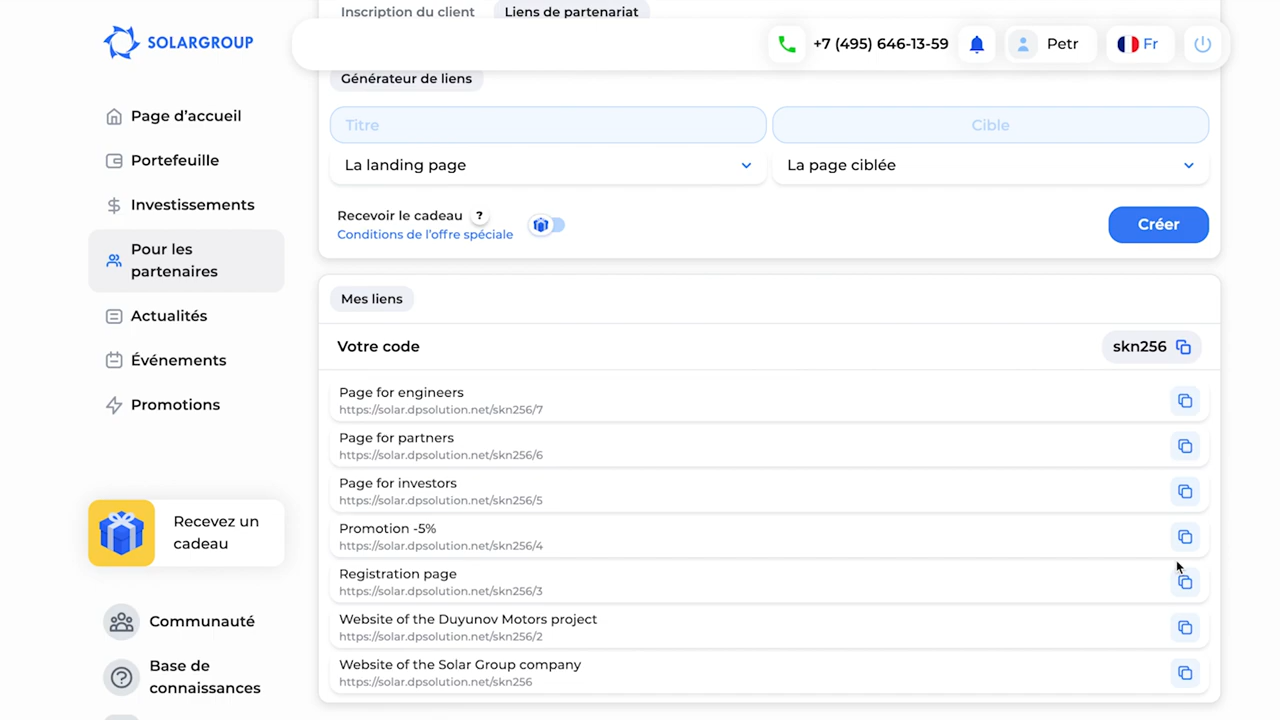 Inscription du client
Liens de partenariat
SOLARGROUP
+7 (495) 646-13-59
Petr
Fr
Générateur de liens
Titre
Cible
La landing page
La page ciblée
Recevoir le cadeau ?
Conditions de l’offre spéciale
Créer
Page d’accueil
Portefeuille
Investissements
Pour les
partenaires
Actualités
Événements
Promotions
Recevez un
cadeau
Communauté
Base de
connaissances
Mes liens
Votre code
skn256
Page for engineers
https://solar.dpsolution.net/skn256/7
Page for partners
https://solar.dpsolution.net/skn256/6
Page for investors
https://solar.dpsolution.net/skn256/5
Promotion -5%
https://solar.dpsolution.net/skn256/4
Registration page
https://solar.dpsolution.net/skn256/3
Website of the Duyunov Motors project
https://solar.dpsolution.net/skn256/2
Website of the Solar Group company
https://solar.dpsolution.net/skn256